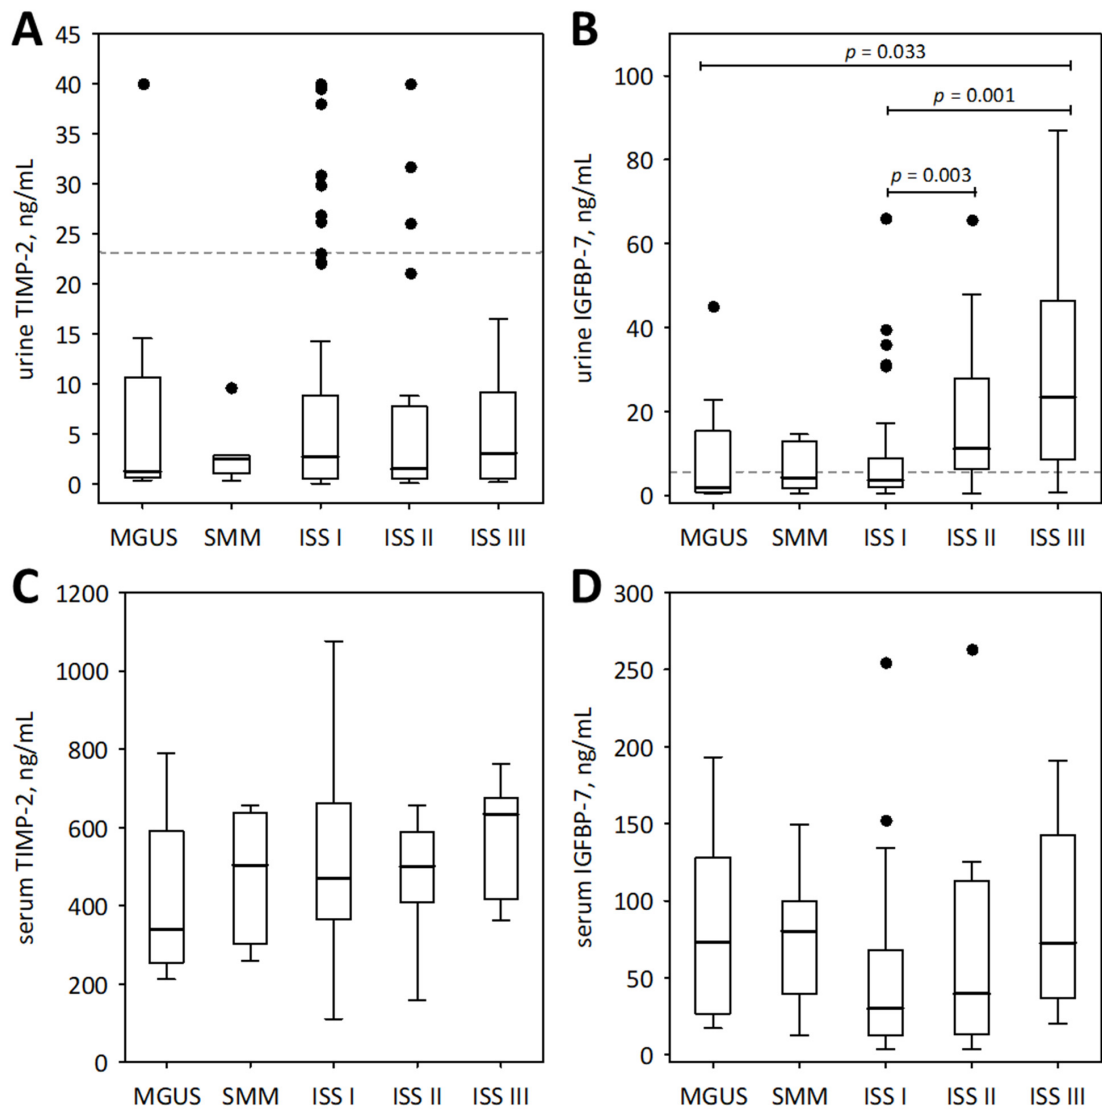 A
urine TIMP-2, ng/mL
45
40
35
30
25
20
15
10
5
0
MGUS SMM ISS I ISS II ISS III
B
urine IGFBP-7, ng/mL
100
80
60
40
20
0
p = 0.033
p = 0.001
p = 0.003
MGUS SMM ISS I ISS II ISS III
C
serum TIMP-2, ng/mL
1200
1000
800
600
400
200
0
MGUS SMM ISS I ISS II ISS III
D
serum IGFBP-7, ng/mL
300
250
200
150
100
50
0
MGUS SMM ISS I ISS II ISS III